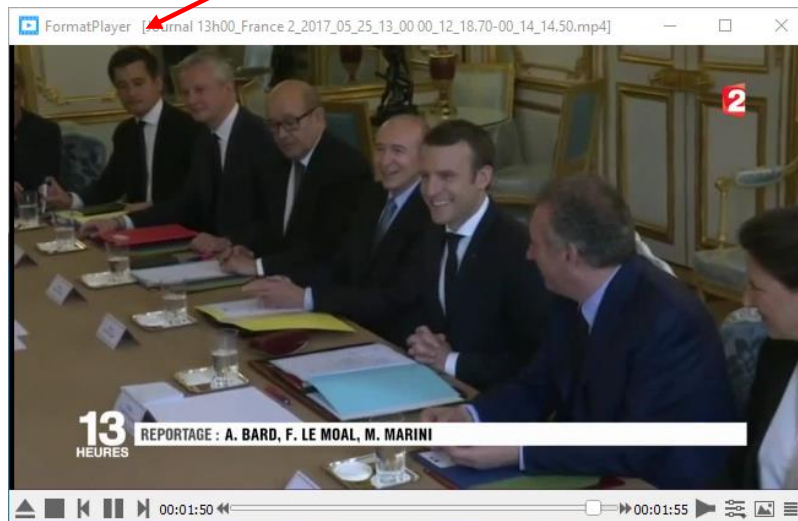 FormatPlayer [Journal 13h00_France 2_2017_05_25_13_00 00_12_18.70-00_14_14.50.mp4]
2
13
HEURES
REPORTAGE : A. BARD, F. LE MOAL, M. MARINI
00:01:50
00:01:55